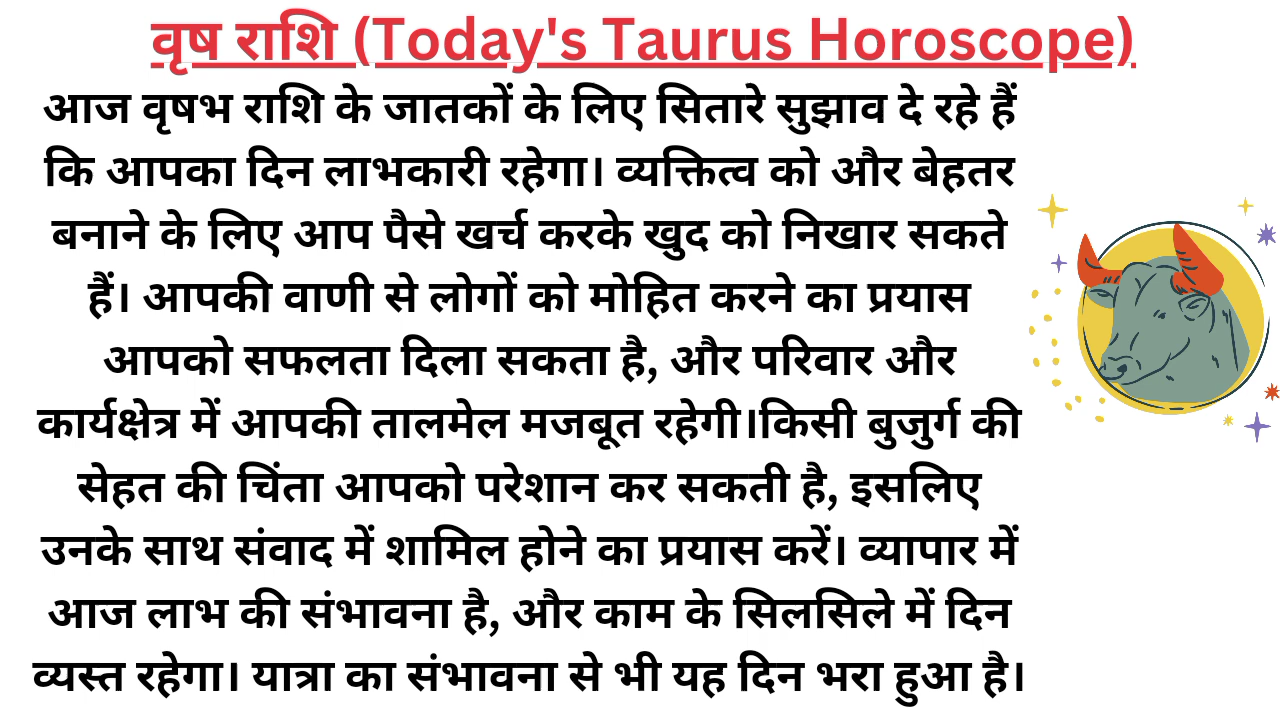 वृष राशि (Today's Taurus Horoscope)
आज वृषभ राशि के जातकों के लिए सितारे सुझाव दे रहे हैं
कि आपका दिन लाभकारी रहेगा। व्यक्तित्व को और बेहतर
बनाने के लिए आप पैसे खर्च करके खुद को निखार सकते
हैं। आपकी वाणी से लोगों को मोहित करने का प्रयास
आपको सफलता दिला सकता है, और परिवार और
कार्यक्षेत्र में आपकी तालमेल मजबूत रहेगी।किसी बुजुर्ग की
सेहत की चिंता आपको परेशान कर सकती है, इसलिए
उनके साथ संवाद में शामिल होने का प्रयास करें। व्यापार में
आज लाभ की संभावना है, और काम के सिलसिले में दिन
व्यस्त रहेगा। यात्रा का संभावना से भी यह दिन भरा हुआ है।